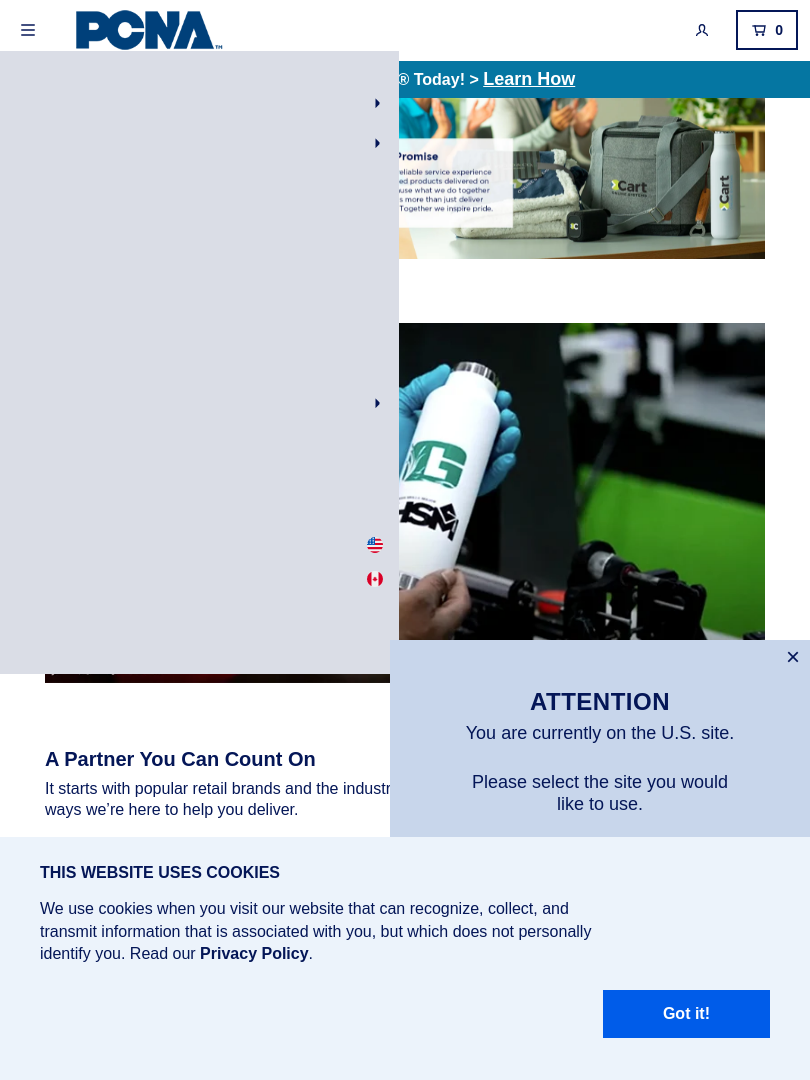 PCNA™
0
® Today! > Learn How
Promise
eliable service experience
ed products delivered on
ause what we do together
s more than just deliver
Together we inspire pride.
Cart
Cart
C
HSM
ATTENTION
You are currently on the U.S. site.
Please select the site you would
like to use.
A Partner You Can Count On
It starts with popular retail brands and the industr
ways we’re here to help you deliver.
THIS WEBSITE USES COOKIES
We use cookies when you visit our website that can recognize, collect, and
transmit information that is associated with you, but which does not personally
identify you. Read our Privacy Policy.
Got it!